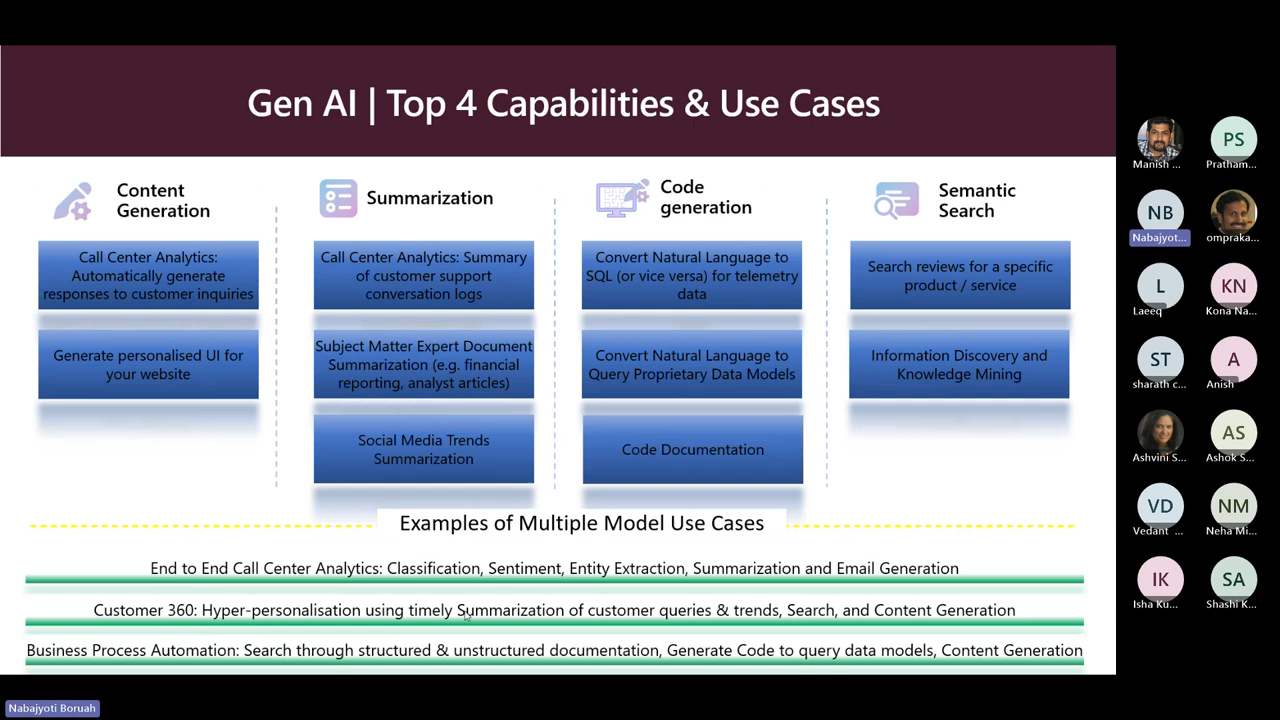 Gen AI | Top 4 Capabilities & Use Cases
Content
Generation
Call Center Analytics:
Automatically generate
responses to customer inquiries
Generate personalised UI for
your website
Summarization
Call Center Analytics: Summary
of customer support
conversation logs
Subject Matter Expert Document
Summarization (e.g. financial
reporting, analyst articles)
Social Media Trends
Summarization
Code
generation
Convert Natural Language to
SQL (or vice versa) for telemetry
data
Convert Natural Language to
Query Proprietary Data Models
Code Documentation
Semantic
Search
Search reviews for a specific
product / service
Information Discovery and
Knowledge Mining
Examples of Multiple Model Use Cases
End to End Call Center Analytics: Classification, Sentiment, Entity Extraction, Summarization and Email Generation
Customer 360: Hyper-personalisation using timely Summarization of customer queries & trends, Search, and Content Generation
Business Process Automation: Search through structured & unstructured documentation, Generate Code to query data models, Content Generation
Manish ...
PS
Pratham...
NB
Nabajyot...
ompraka...
L
Laeeq
KN
Kona Na...
ST
sharath c...
A
Anish
Ashvini S...
AS
Ashok S...
VD
Vedant ...
NM
Neha Mi...
IK
Isha Ku...
SA
Shashi K...
Nabajyoti Boruah